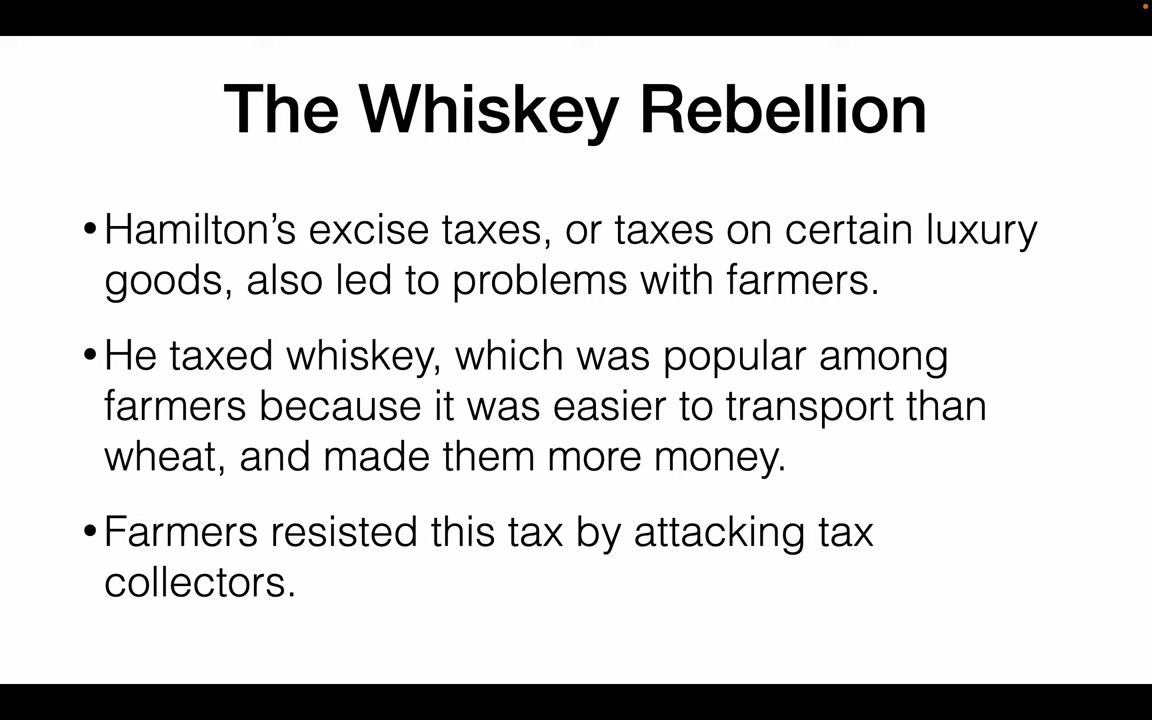 The Whiskey Rebellion
•Hamilton’s excise taxes, or taxes on certain luxury
goods, also led to problems with farmers.
•He taxed whiskey, which was popular among
farmers because it was easier to transport than
wheat, and made them more money.
•Farmers resisted this tax by attacking tax
collectors.